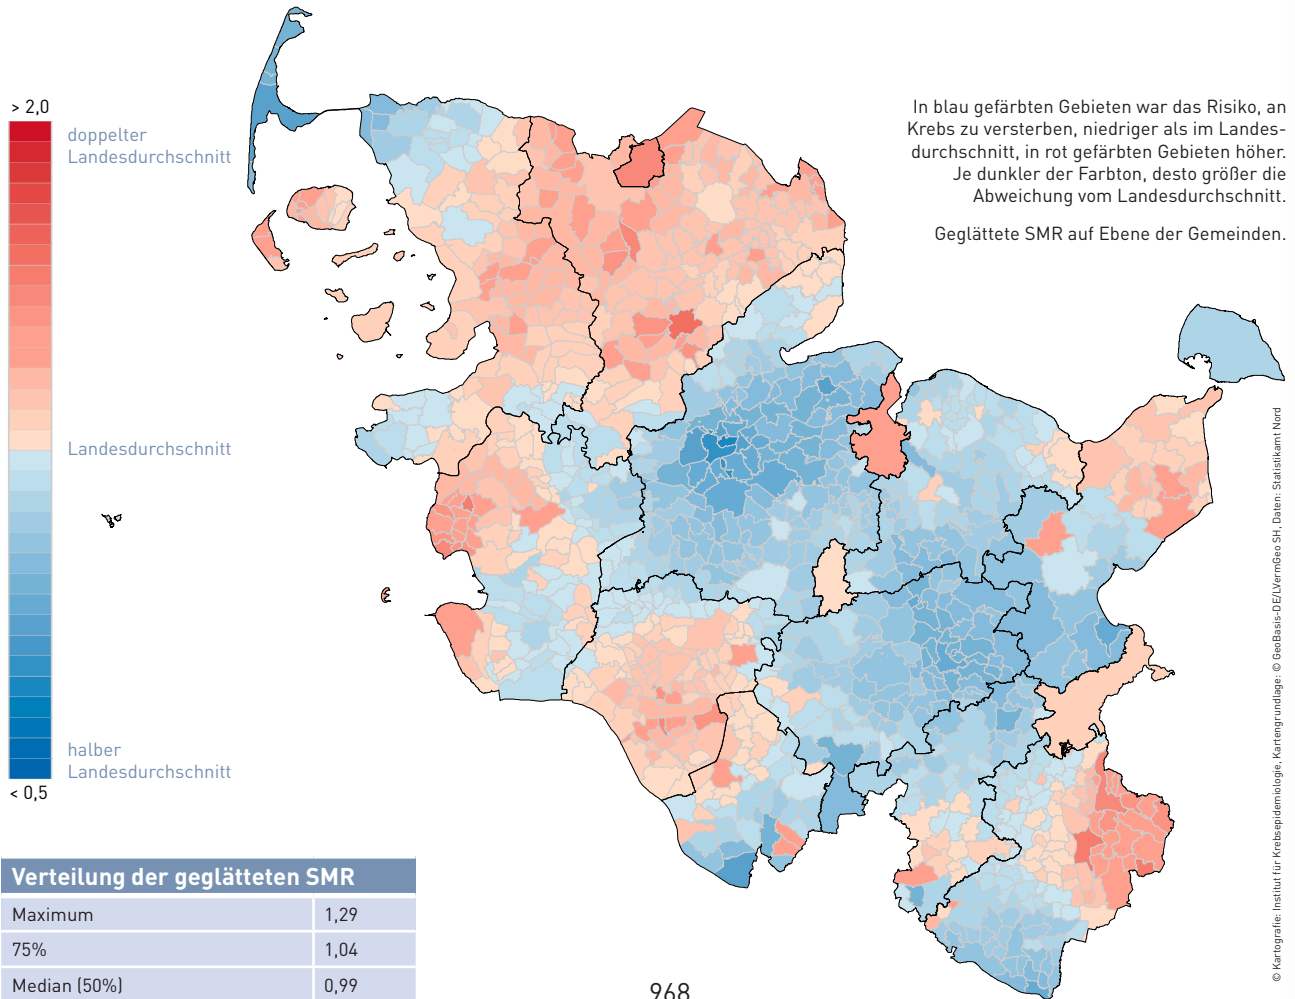 > 2,0
doppelter
Landesdurchschnitt
Landesdurchschnitt
halber
Landesdurchschnitt
< 0,5
In blau gefärbten Gebieten war das Risiko, an
Krebs zu versterben, niedriger als im Landes-
durchschnitt, in rot gefärbten Gebieten höher.
Je dunkler der Farbton, desto größer die
Abweichung vom Landesdurchschnitt.
Geglättete SMR auf Ebene der Gemeinden.
© Kartografie: Institut für Krebsepidemiologie, Kartengrundlage: © GeoBasis-DE/LVermGeo SH, Daten: Statistikamt Nord
Verteilung der geglätteten SMR
Maximum 1,29
75% 1,04
Median (50%) 0,99
968